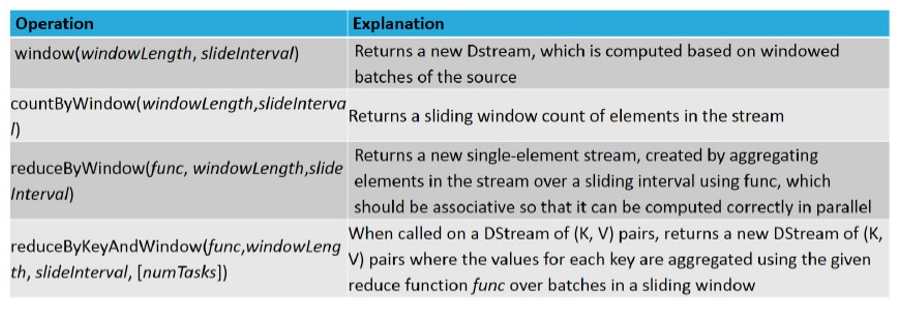 Operation Explanation
window(windowLength, slideInterval) Returns a new Dstream, which is computed based on windowed
batches of the source
countByWindow(windowLength,slideInterva
l)
Returns a sliding window count of elements in the stream
reduceByWindow(func, windowLength,slide
Interval)
Returns a new single-element stream, created by aggregating
elements in the stream over a sliding interval using func, which
should be associative so that it can be computed correctly in parallel
reduceByKeyAndWindow(func,windowLeng
th, slideInterval, [numTasks])
When called on a DStream of (K, V) pairs, returns a new DStream of (K,
V) pairs where the values for each key are aggregated using the given
reduce function func over batches in a sliding window